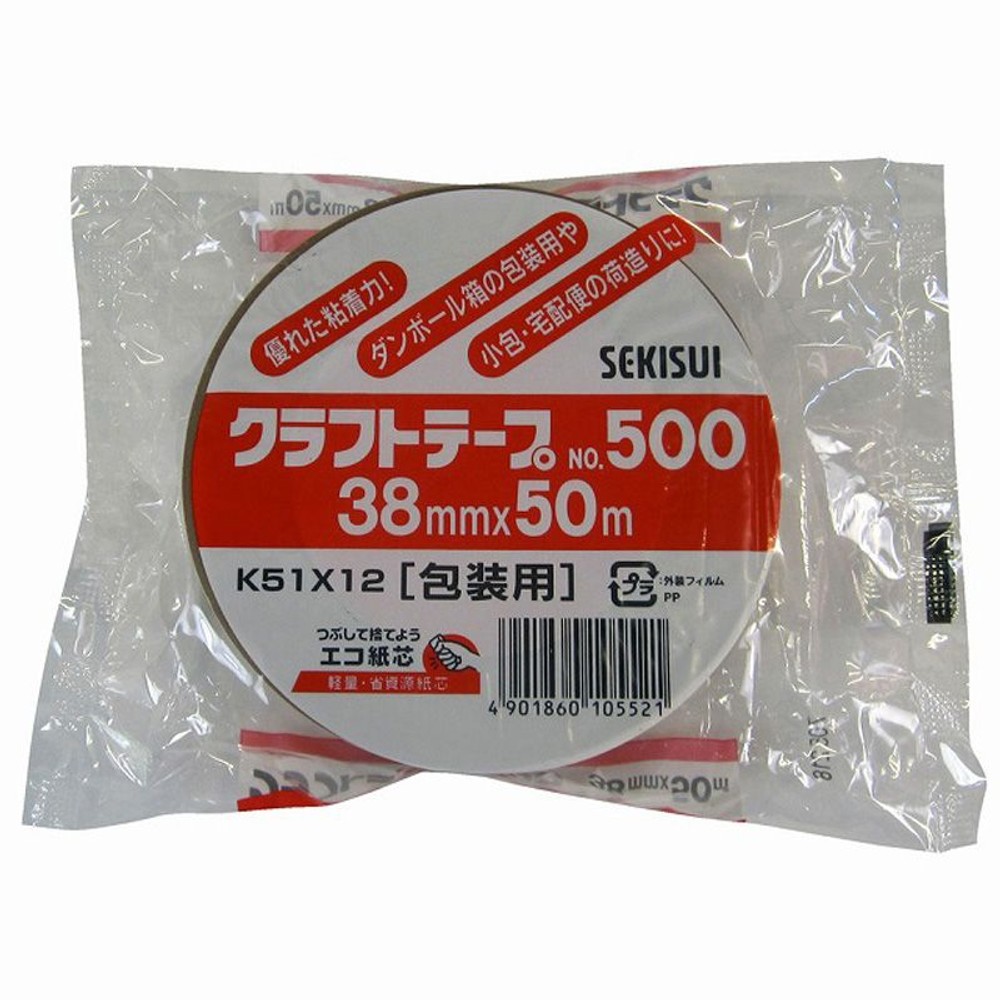 優れた粘着力!
ダンボール箱の包装用や
小包・宅配便の荷造りに!
SEKISUI
クラフトテープ NO. 500
38mmx50m
K51X12 [包装用]
プラ :外装フィルム
PP
つぶして捨てよう
エコ紙芯
軽量・省資源紙芯
4 901860 105521